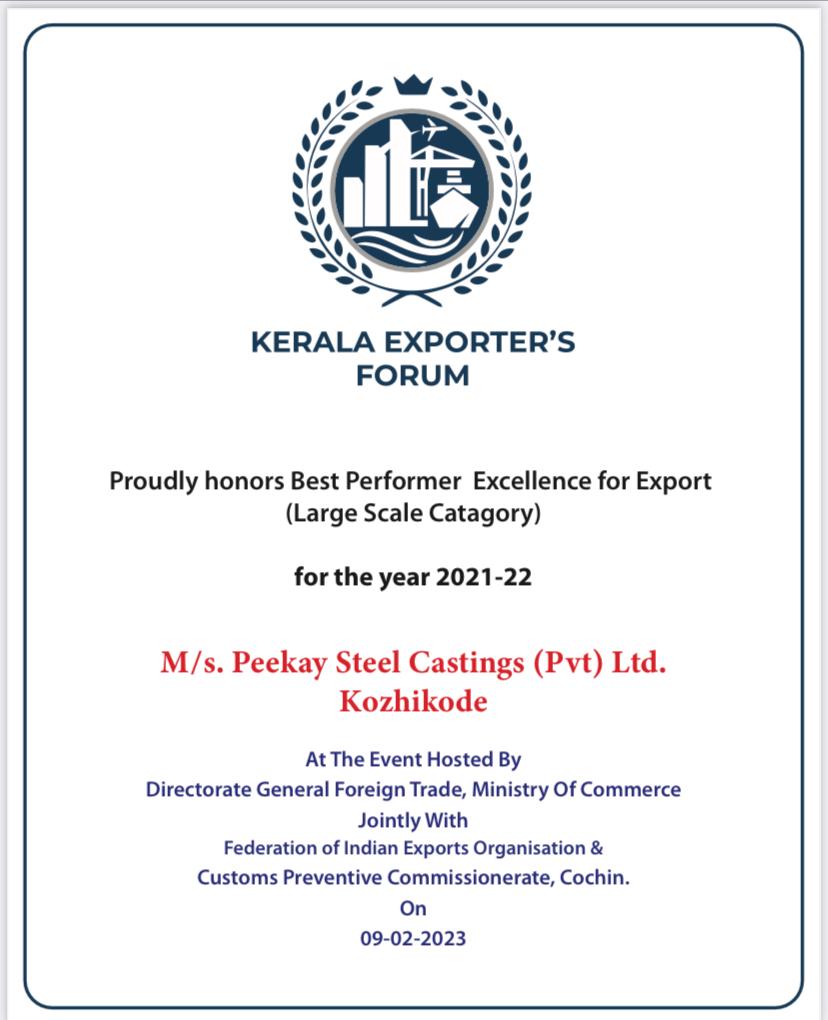 KERALA EXPORTER’S
FORUM
Proudly honors Best Performer Excellence for Export
(Large Scale Catagory)
for the year 2021-22
M/s. Peekay Steel Castings (Pvt) Ltd.
Kozhikode
At The Event Hosted By
Directorate General Foreign Trade, Ministry Of Commerce
Jointly With
Federation of Indian Exports Organisation &
Customs Preventive Commissionerate, Cochin.
On
09-02-2023